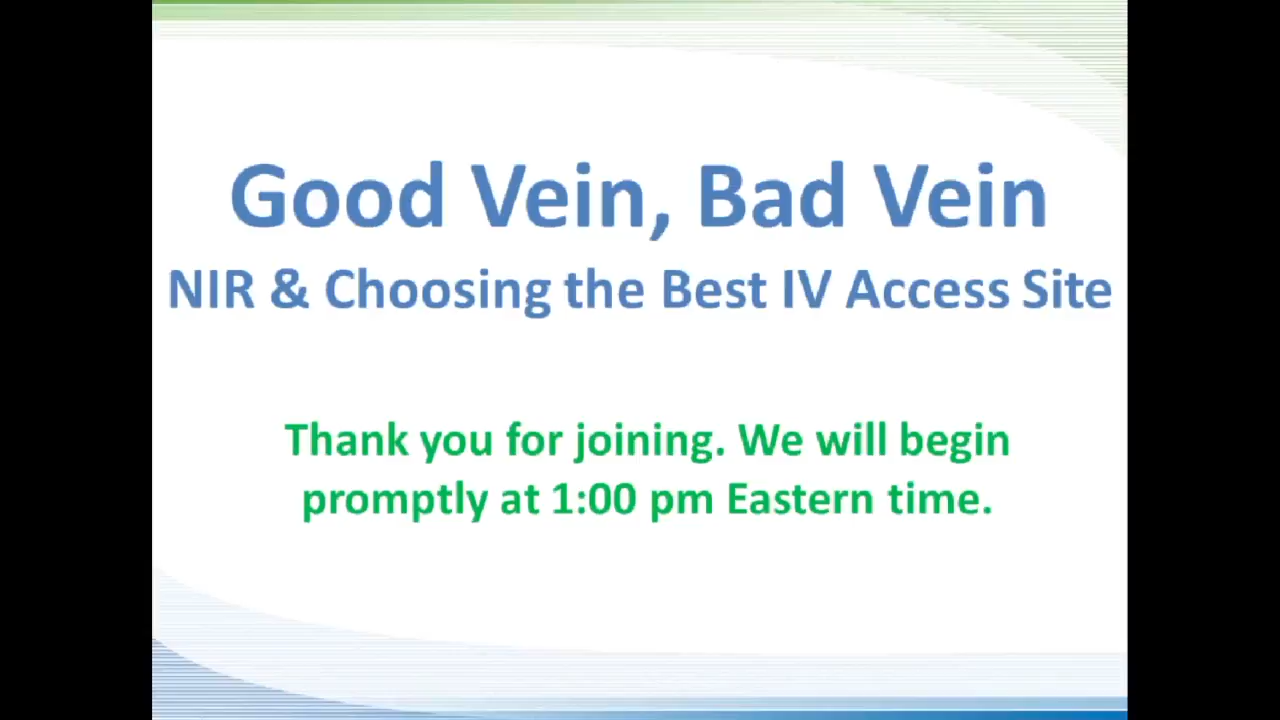 Good Vein, Bad Vein
NIR & Choosing the Best IV Access Site
Thank you for joining. We will begin
promptly at 1:00 pm Eastern time.